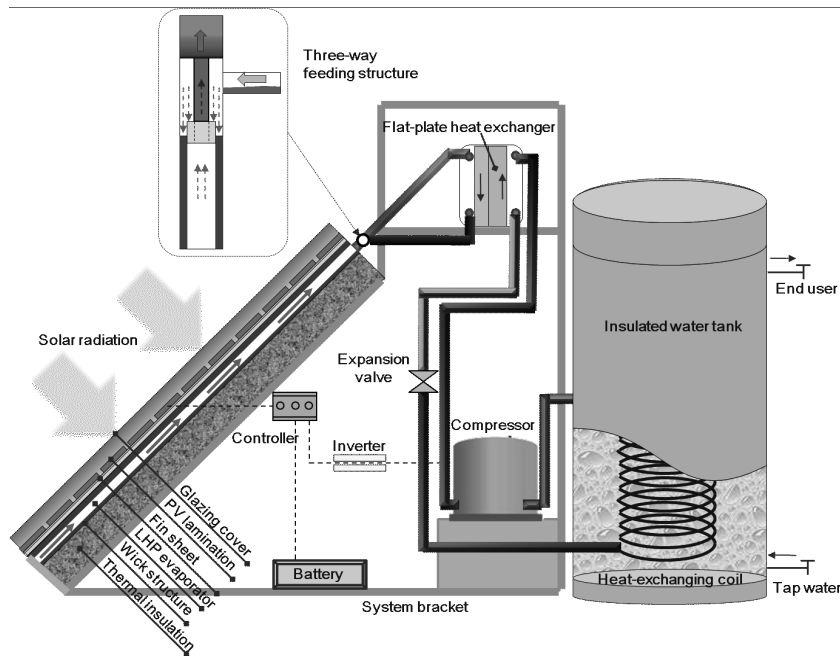 Three-way
feeding structure
Flat-plate heat exchanger
End user
Solar radiation
Insulated water tank
Expansion
valve
Compressor
Controller
Inverter
Glazing cover
PV lamination
Fin sheet
LHP evaporator
Wick structure
Thermal insulation
Battery
Heat-exchanging coil
Tap water
System bracket